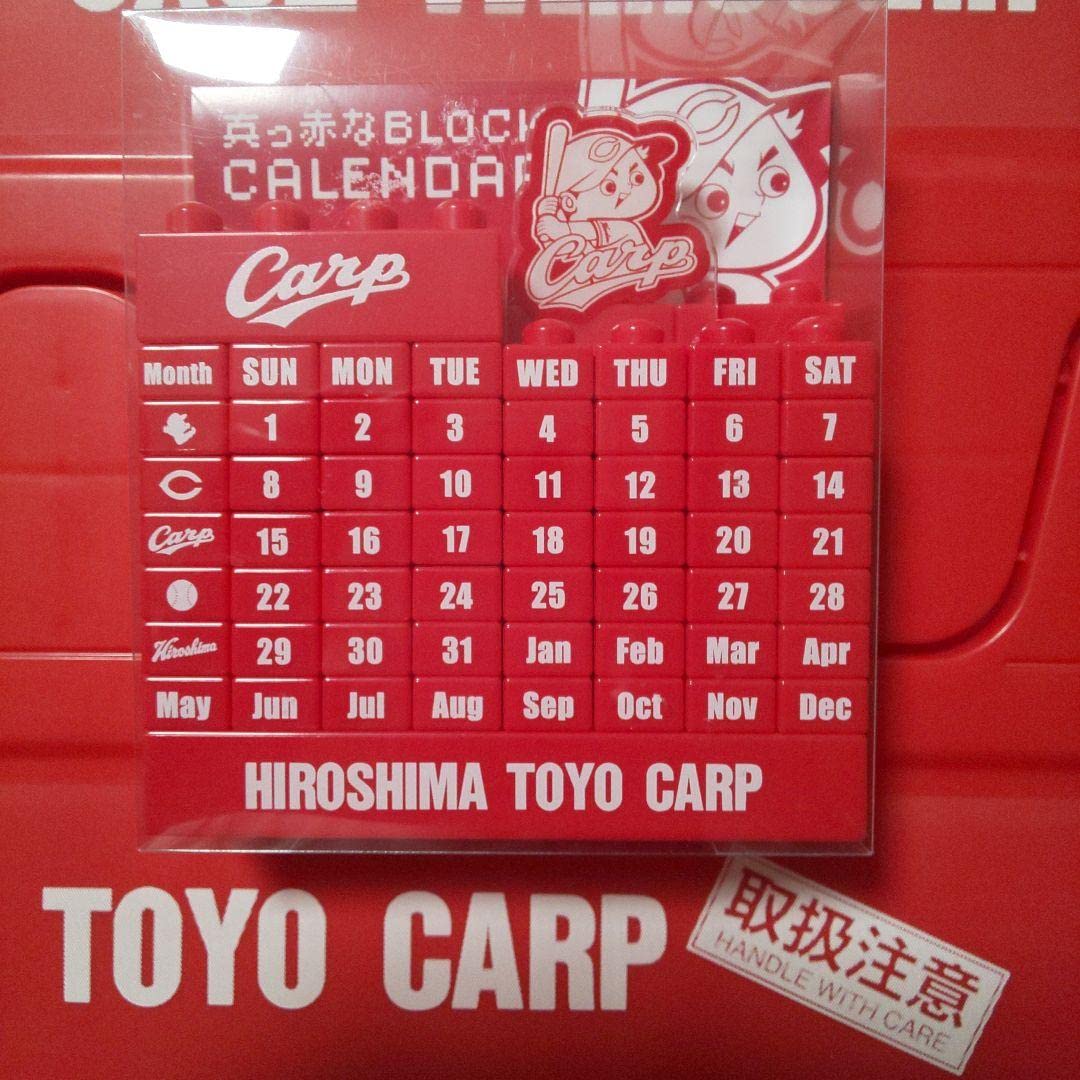 真っ赤なBLOCK
CALENDAR
Carp
Carp
Month SUN MON TUE WED THU FRI SAT
1 2 3 4 5 6 7
C 8 9 10 11 12 13 14
Carp 15 16 17 18 19 20 21
22 23 24 25 26 27 28
Hiroshima 29 30 31 Jan Feb Mar Apr
May Jun Jul Aug Sep Oct Nov Dec
HIROSHIMA TOYO CARP
TOYO CARP
取扱注意
HANDLE WITH CARE